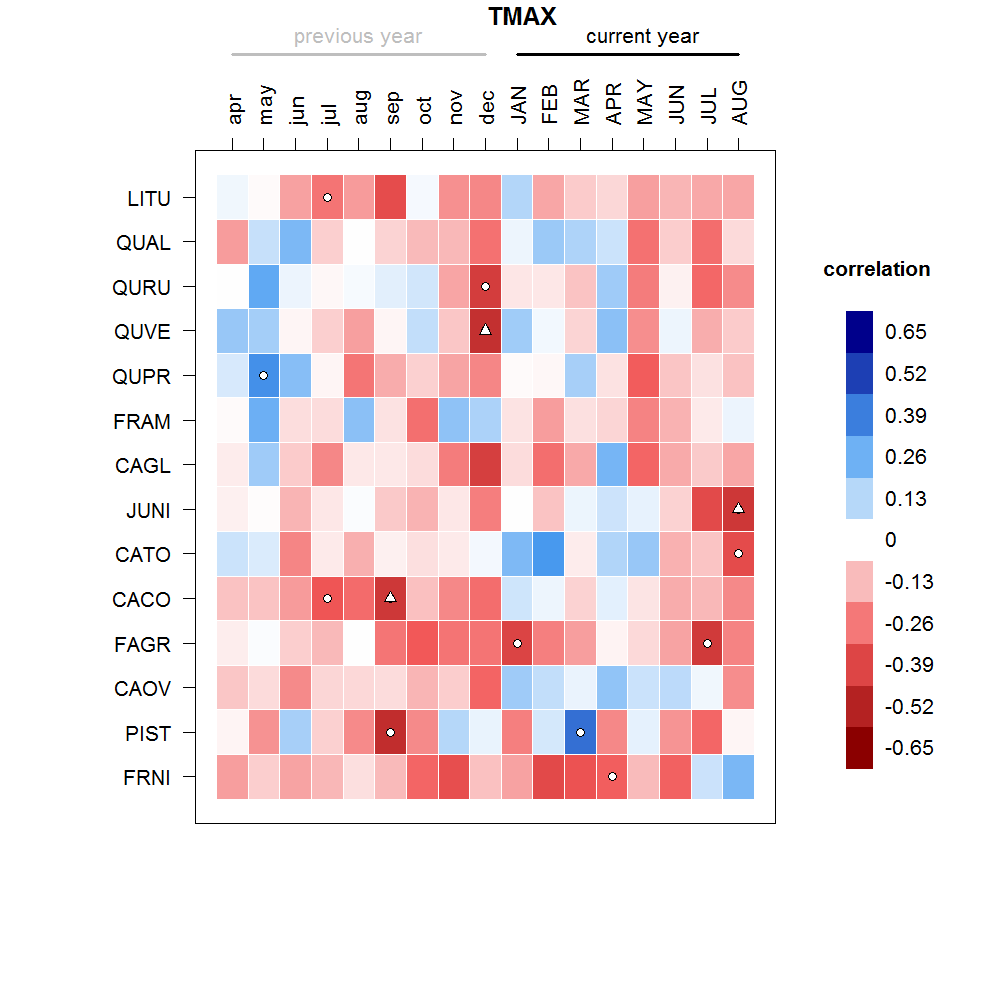 TMAX
previous year current year
apr may jun jul aug sep oct nov dec JAN FEB MAR APR MAY JUN JUL AUG
LITU
QUAL
QURU
QUVE
QUPR
FRAM
CAGL
JUNI
CATO
CACO
FAGR
CAOV
PIST
FRNI
correlation
0.65
0.52
0.39
0.26
0.13
0
-0.13
-0.26
-0.39
-0.52
-0.65